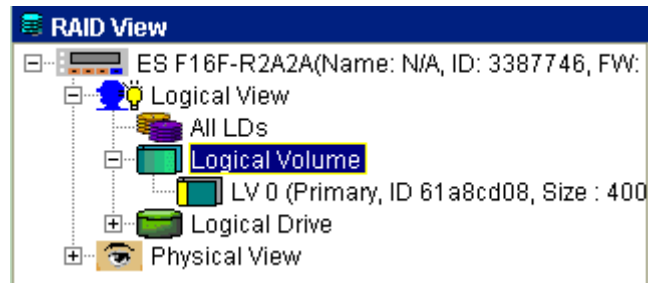 RAID View
ES F16F-R2A2A(Name: N/A, ID: 3387746, FW:
Logical View
All LDs
Logical Volume
LV 0 (Primary, ID 61a8cd08, Size : 400
Logical Drive
Physical View